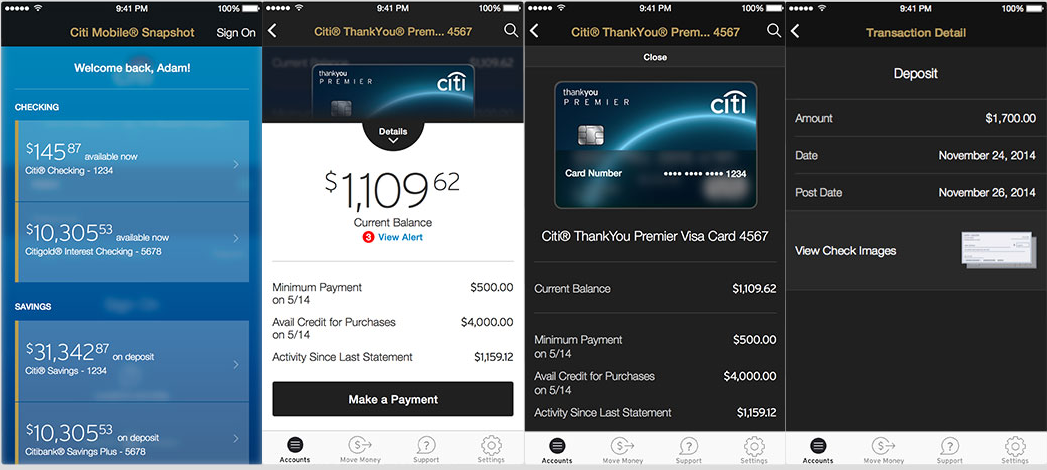 9:41 PM
100%
Citi Mobile® Snapshot
Sign On
Welcome back, Adam!
CHECKING
$145.87 available now
Citi® Checking - 1234
$10,305.53 available now
Citigold® Interest Checking - 5678
SAVINGS
Sign On
$31,342.87 on deposit
Citi® Savings - 1234
$10,305.53 on deposit
Citibank® Savings Plus - 5678
9:41 PM
100%
Citi® ThankYou® Prem... 4567
Current Balance
$1,109.62
thankyou
PREMIER
citi
Details
$1,109.62
Current Balance
3 View Alert
Minimum Payment
on 5/14
$500.00
Avail Credit for Purchases
on 5/14
$4,000.00
Activity Since Last Statement
$1,159.12
Make a Payment
Accounts
Move Money
Support
Settings
9:41 PM
100%
Citi® ThankYou® Prem... 4567
Close
thankyou
PREMIER
citi
Card Number
•••• •••• •••• 1234
Citi® ThankYou Premier Visa Card 4567
Current Balance
$1,109.62
Minimum Payment
on 5/14
$500.00
Avail Credit for Purchases
on 5/14
$4,000.00
Activity Since Last Statement
$1,159.12
Accounts
Move Money
Support
Settings
9:41 PM
100%
Transaction Detail
Deposit
Amount
$1,700.00
Date
November 24, 2014
Post Date
November 26, 2014
View Check Images
Accounts
Move Money
Support
Settings